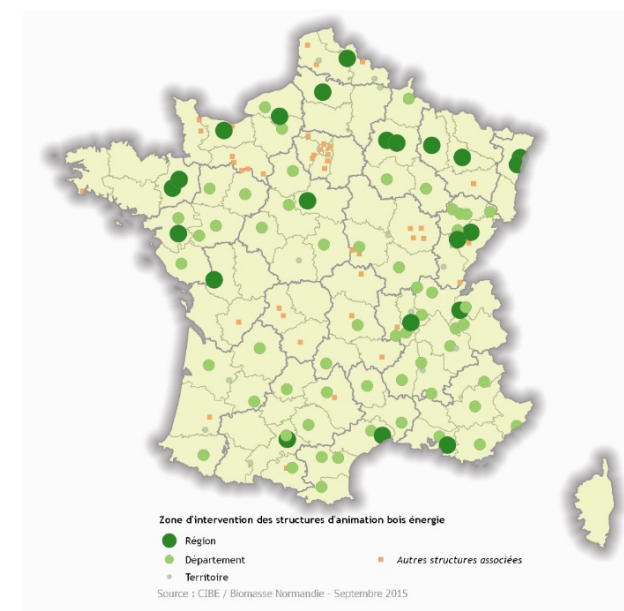 Zone d'intervention des structures d'animation bois énergie
Région
Département
Autres structures associées
Territoire
Source : CIBE / Biomasse Normandie - Septembre 2015